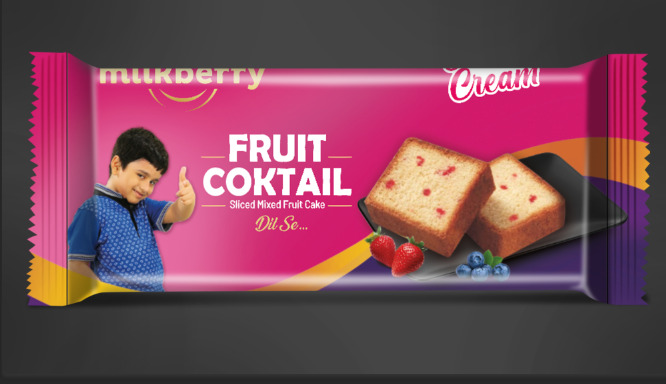 milkberry
Cream
FRUIT
COKTAIL
Sliced Mixed Fruit Cake
Dil Se...